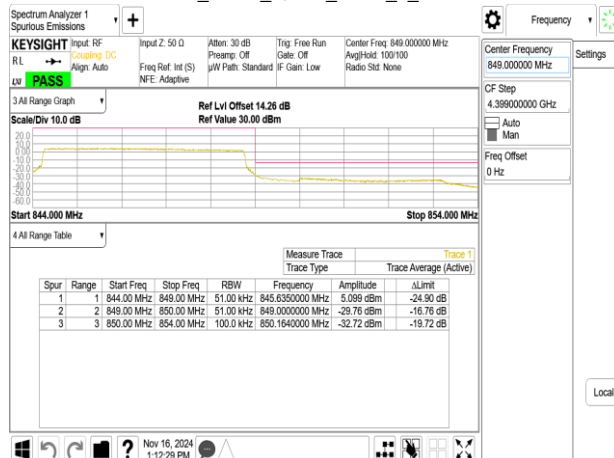 Spectrum Analyzer 1
Spurious Emissions
Frequency
KEYSIGHT Input: RF Input Z: 50 Ω Atten: 30 dB Trig: Free Run Center Freq: 849.000000 MHz
RL Coupling: DC Preamp: Off Gate: Off Avg|Hold: 100/100
Align: Auto Freq Ref: Int (S) µW Path: Standard IF Gain: Low Radio Std: None
PASS NFE: Adaptive
3 All Range Graph
Ref Lvl Offset 14.26 dB
Scale/Div 10.0 dB Ref Value 30.00 dBm
20.0
10.0
0.00
-10.0
-20.0
-30.0
-40.0
-50.0
-60.0
Start 844.000 MHz Stop 854.000 MHz
4 All Range Table
Measure Trace Trace 1
Trace Type Trace Average (Active)
Spur Range Start Freq Stop Freq RBW Frequency Amplitude ΔLimit
1 1 844.00 MHz 849.00 MHz 51.00 kHz 845.6350000 MHz 5.099 dBm -24.90 dB
2 2 849.00 MHz 850.00 MHz 51.00 kHz 849.0000000 MHz -29.76 dBm -16.76 dB
3 3 850.00 MHz 854.00 MHz 100.0 kHz 850.1640000 MHz -32.72 dBm -19.72 dB
Center Frequency
849.000000 MHz
Settings
CF Step
4.399000000 GHz
Auto
Man
Freq Offset
0 Hz
Local
? Nov 16, 2024
1:12:29 PM